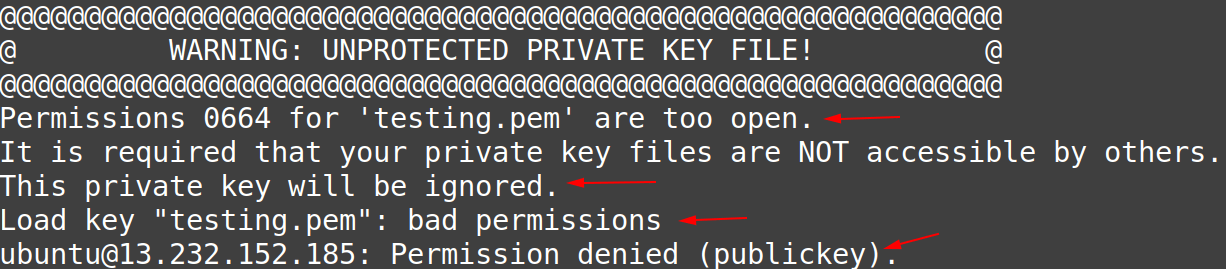 @@@@@@@@@@@@@@@@@@@@@@@@@@@@@@@@@@@@@@@@@@@@@@@@@@@@@@@@@@@
@         WARNING: UNPROTECTED PRIVATE KEY FILE!          @
@@@@@@@@@@@@@@@@@@@@@@@@@@@@@@@@@@@@@@@@@@@@@@@@@@@@@@@@@@@
Permissions 0664 for 'testing.pem' are too open.
It is required that your private key files are NOT accessible by others.
This private key will be ignored.
Load key "testing.pem": bad permissions
ubuntu@13.232.152.185: Permission denied (publickey).